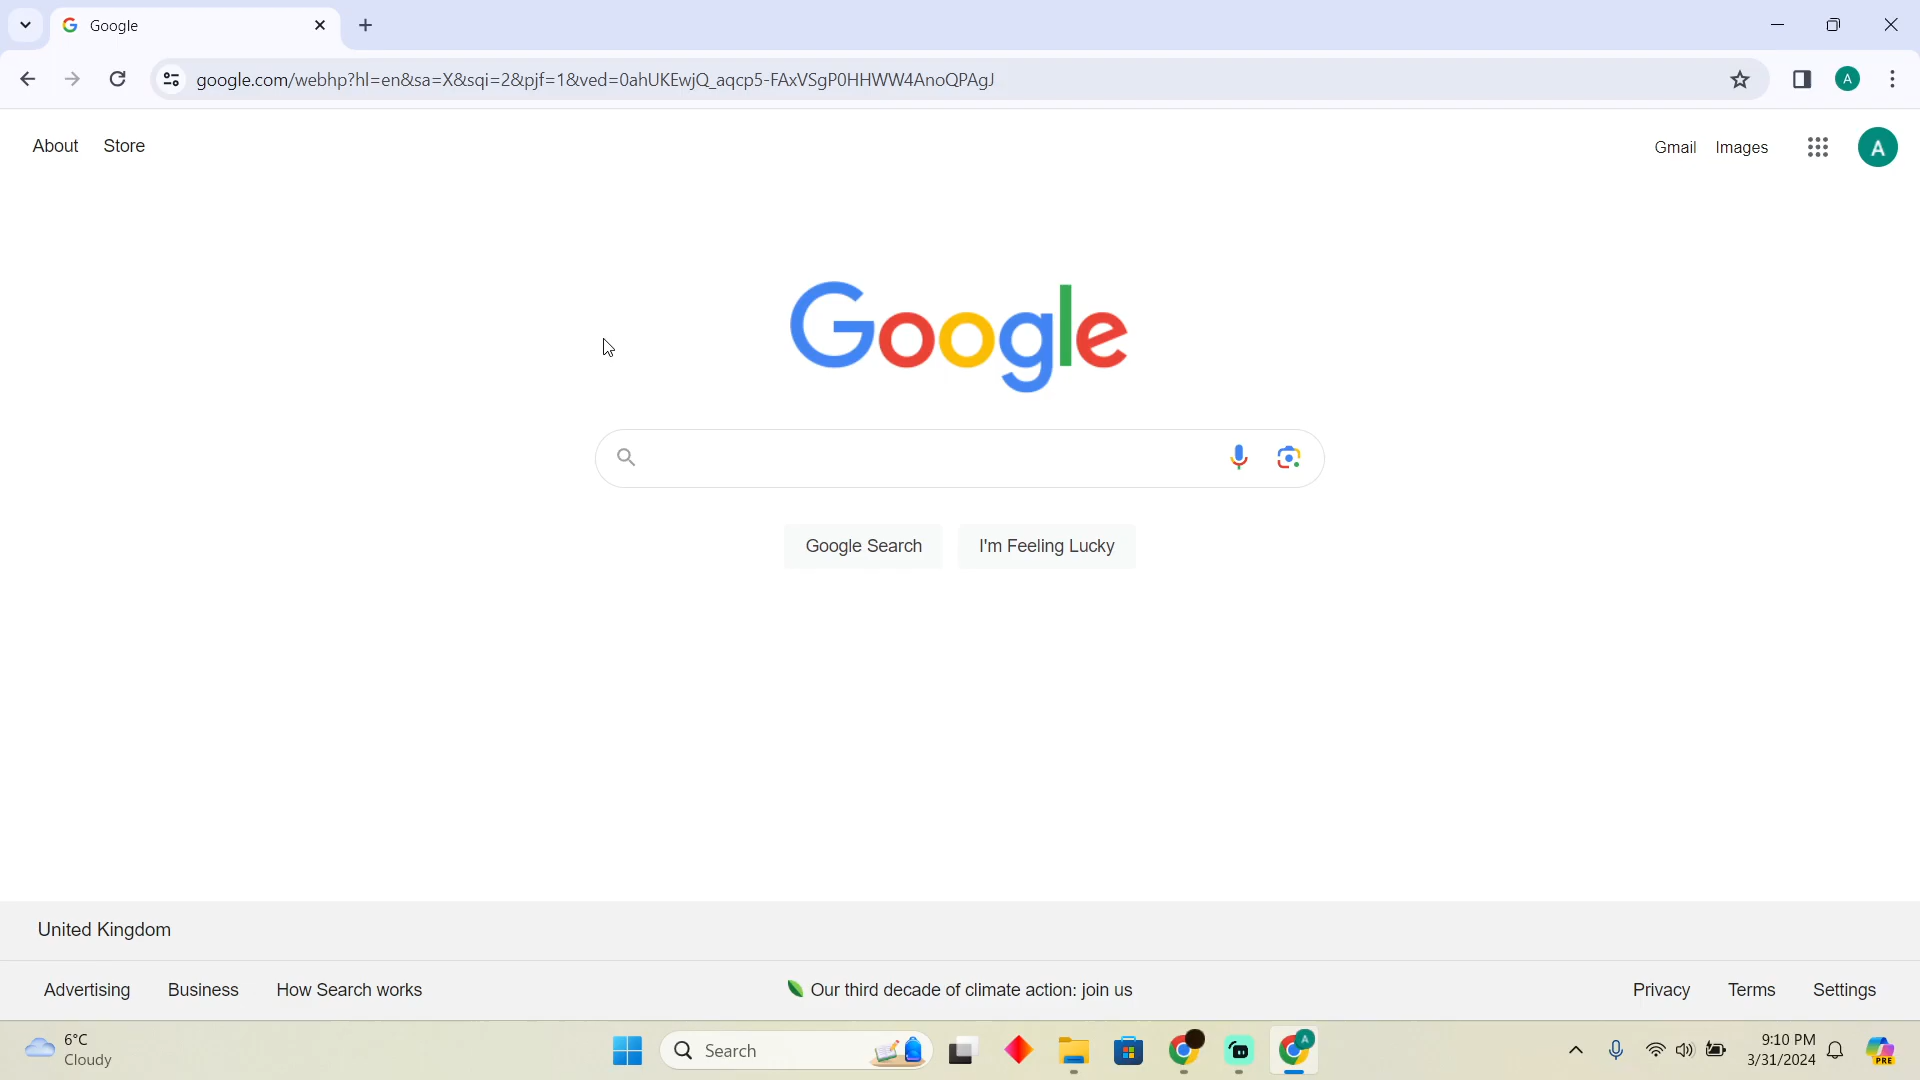 Google
google.com/webhp?hl=en&sa=X&sqi=2&pjf=1&ved=0ahUKEwjQ_aqcp5-FAxVSgP0HHWW4AnoQPAgJ
A
About Store
Gmail Images
A
Google
Google Search I'm Feeling Lucky
United Kingdom
Advertising Business How Search works
Our third decade of climate action: join us
Privacy Terms Settings
6°C
Cloudy
Search
A
9:10 PM
3/31/2024
PRE